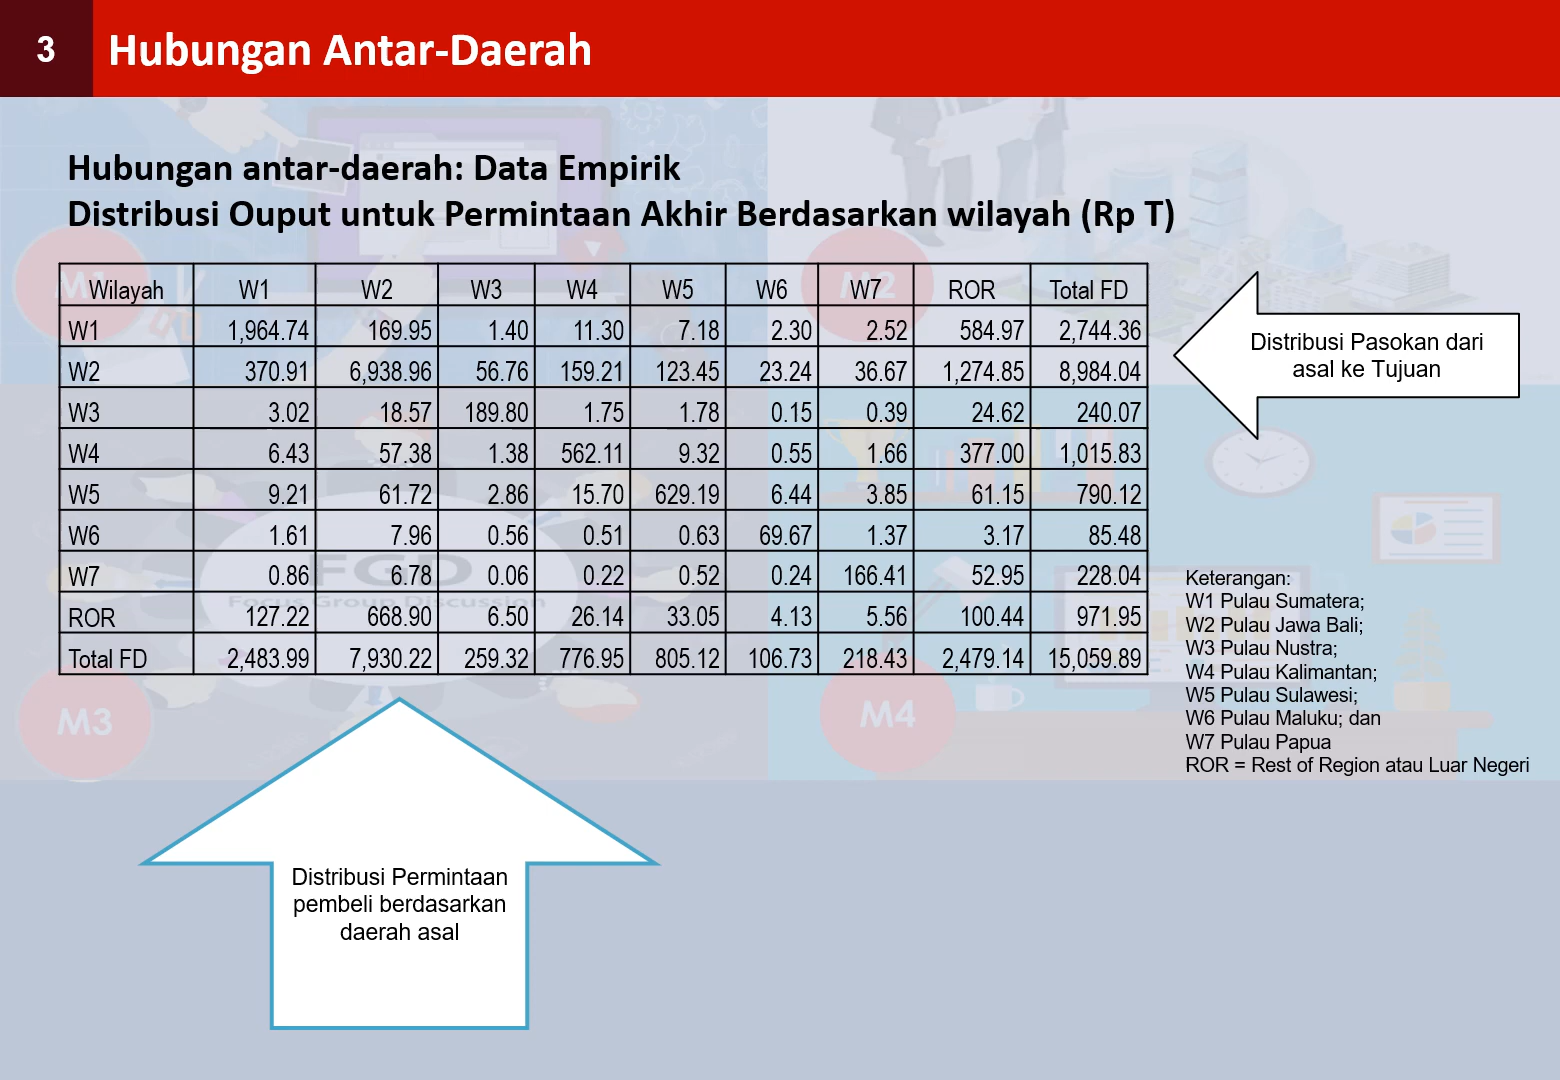 3
Hubungan Antar-Daerah
Hubungan antar-daerah: Data Empirik
Distribusi Ouput untuk Permintaan Akhir Berdasarkan wilayah (Rp T)
Wilayah W1 W2 W3 W4 W5 W6 W7 ROR Total FD
W1 1,964.74 169.95 1.40 11.30 7.18 2.30 2.52 584.97 2,744.36
W2 370.91 6,938.96 56.76 159.21 123.45 23.24 36.67 1,274.85 8,984.04
W3 3.02 18.57 189.80 1.75 1.78 0.15 0.39 24.62 240.07
W4 6.43 57.38 1.38 562.11 9.32 0.55 1.66 377.00 1,015.83
W5 9.21 61.72 2.86 15.70 629.19 6.44 3.85 61.15 790.12
W6 1.61 7.96 0.56 0.51 0.63 69.67 1.37 3.17 85.48
W7 0.86 6.78 0.06 0.22 0.52 0.24 166.41 52.95 228.04
ROR 127.22 668.90 6.50 26.14 33.05 4.13 5.56 100.44 971.95
Total FD 2,483.99 7,930.22 259.32 776.95 805.12 106.73 218.43 2,479.14 15,059.89
Distribusi Pasokan dari
asal ke Tujuan
Keterangan:
W1 Pulau Sumatera;
W2 Pulau Jawa Bali;
W3 Pulau Nustra;
W4 Pulau Kalimantan;
W5 Pulau Sulawesi;
W6 Pulau Maluku; dan
W7 Pulau Papua
ROR = Rest of Region atau Luar Negeri
Distribusi Permintaan
pembeli berdasarkan
daerah asal
M1
M2
FGD
Focus Group Discussion
M3
M4